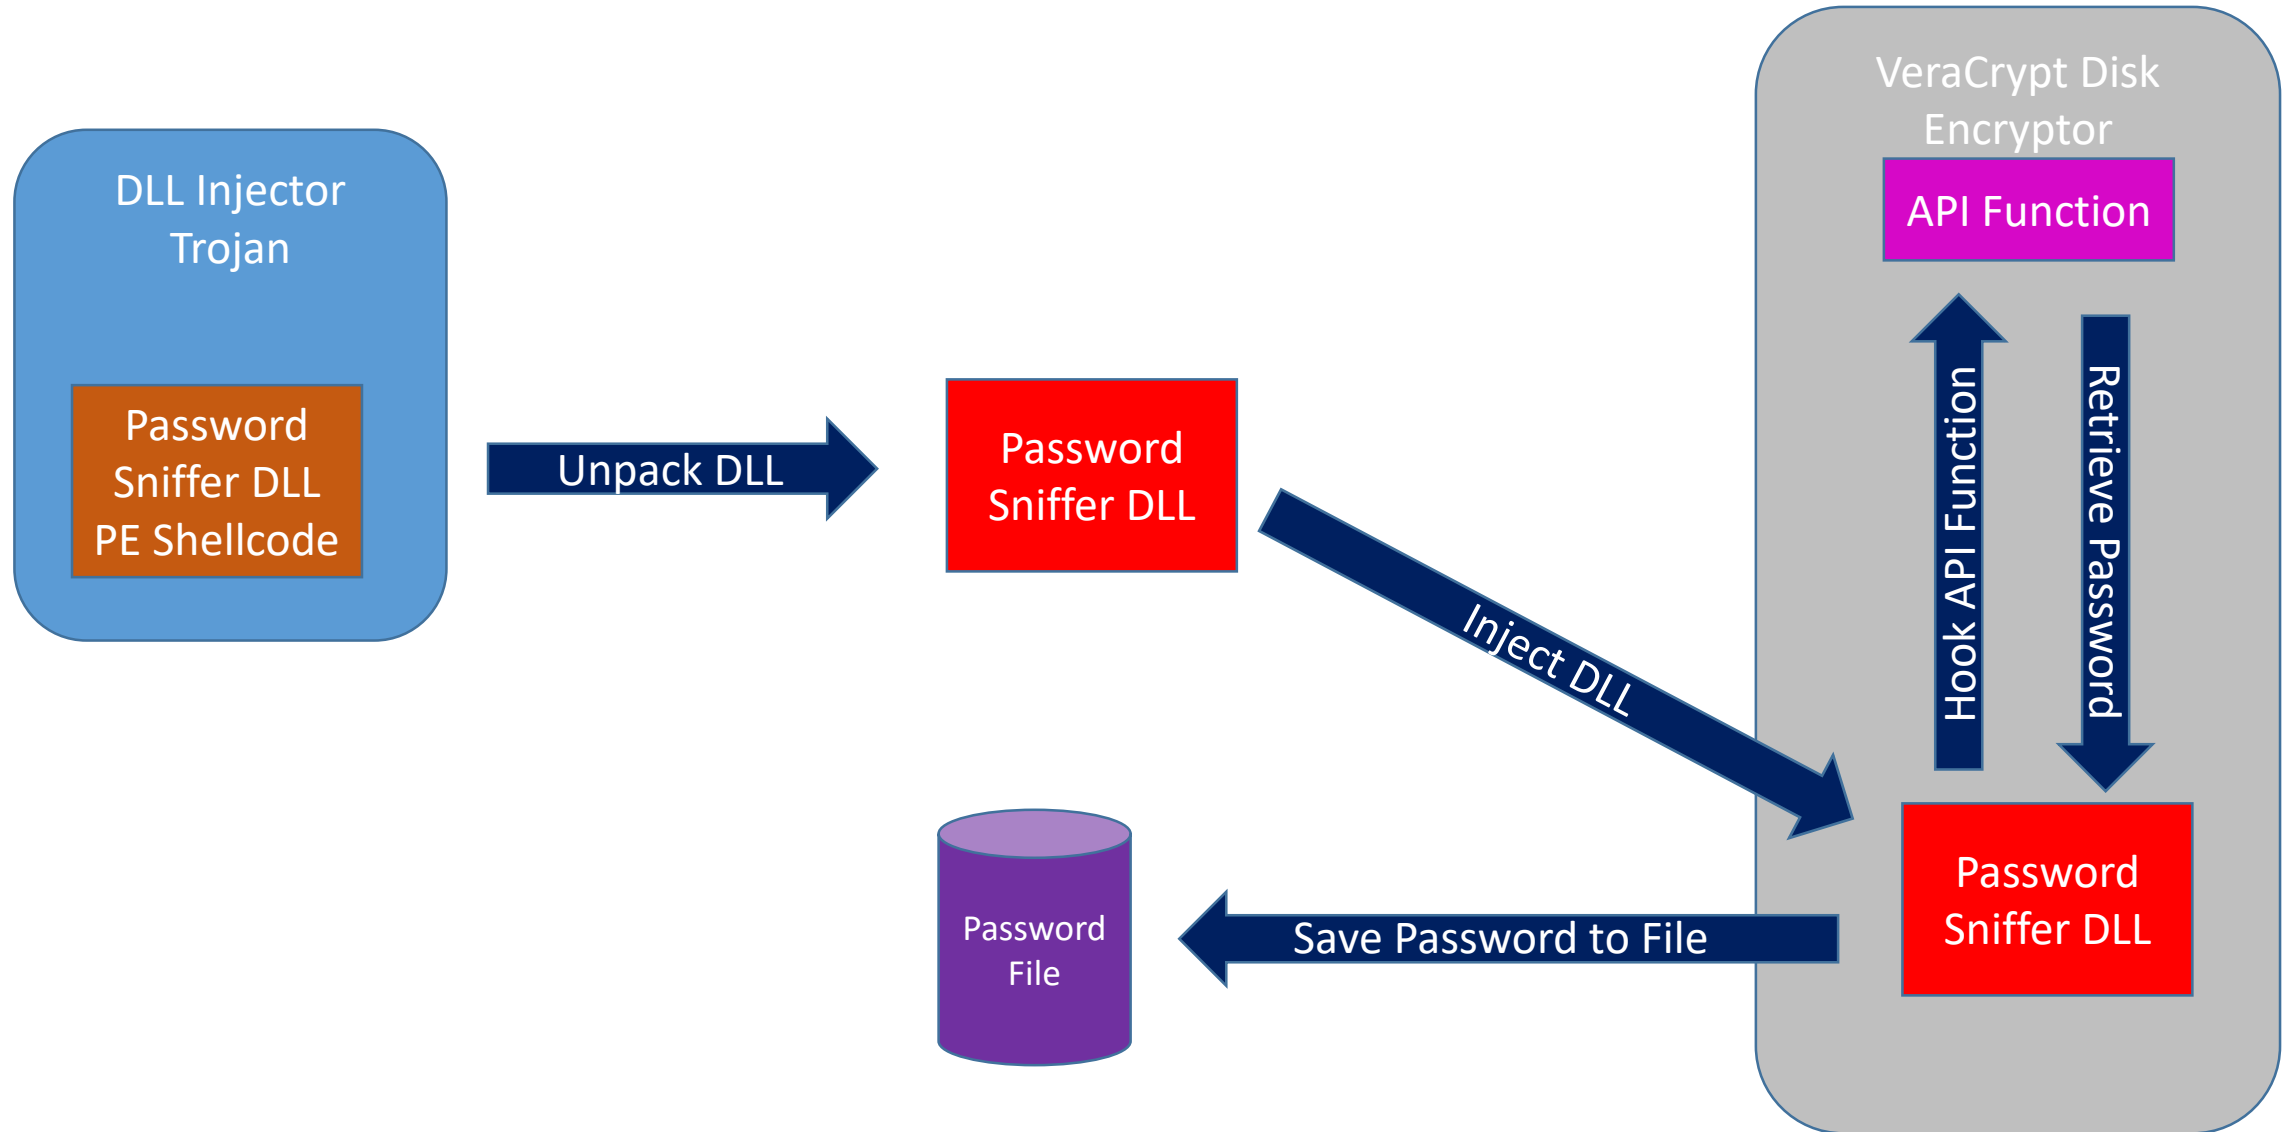 DLL Injector
Trojan
Password
Sniffer DLL
PE Shellcode
Unpack DLL
Password
Sniffer DLL
Inject DLL
VeraCrypt Disk
Encryptor
API Function
Hook API Function
Retrieve Password
Password
Sniffer DLL
Save Password to File
Password
File